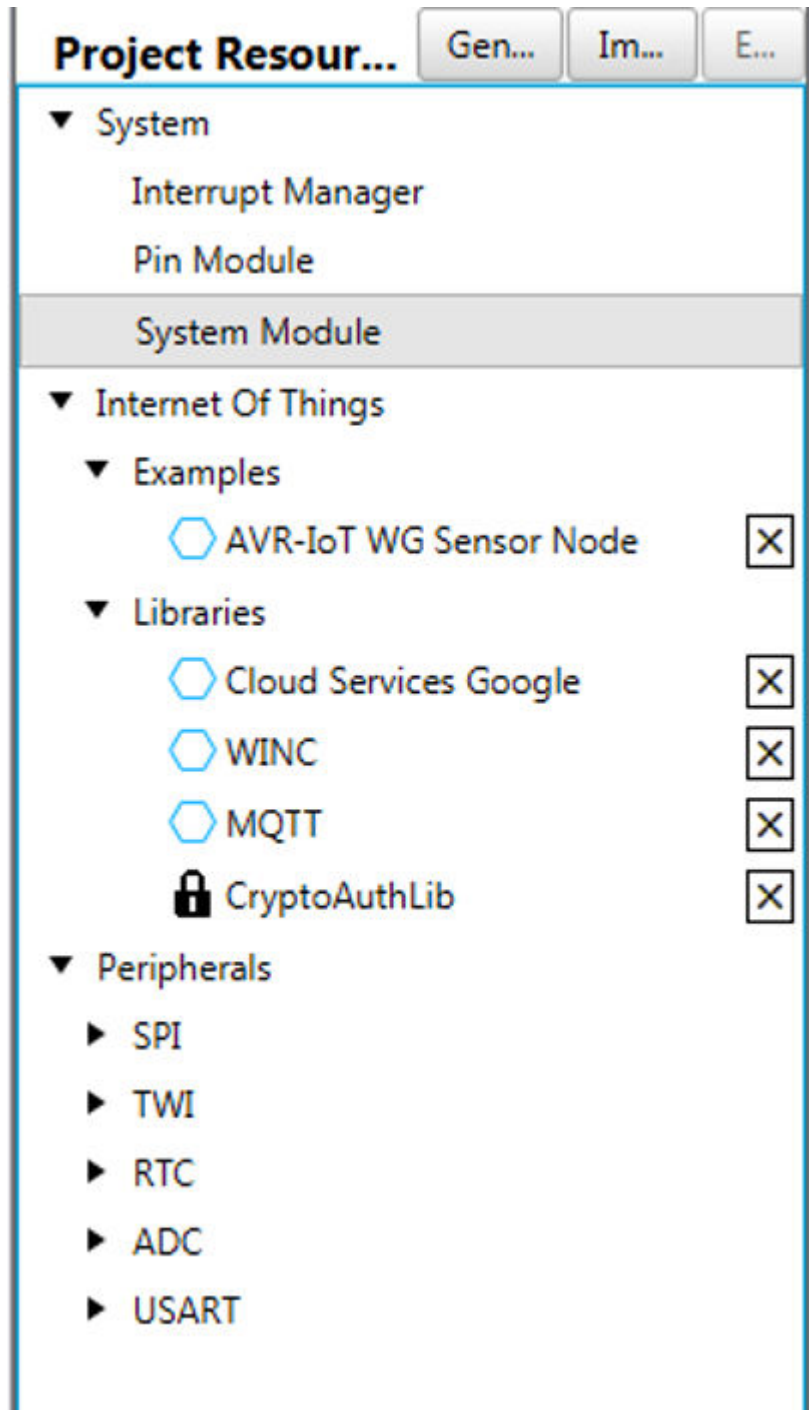 Project Resour... Gen... Im... E...
System
Interrupt Manager
Pin Module
System Module
Internet Of Things
Examples
AVR-IoT WG Sensor Node
Libraries
Cloud Services Google
WINC
MQTT
CryptoAuthLib
Peripherals
SPI
TWI
RTC
ADC
USART